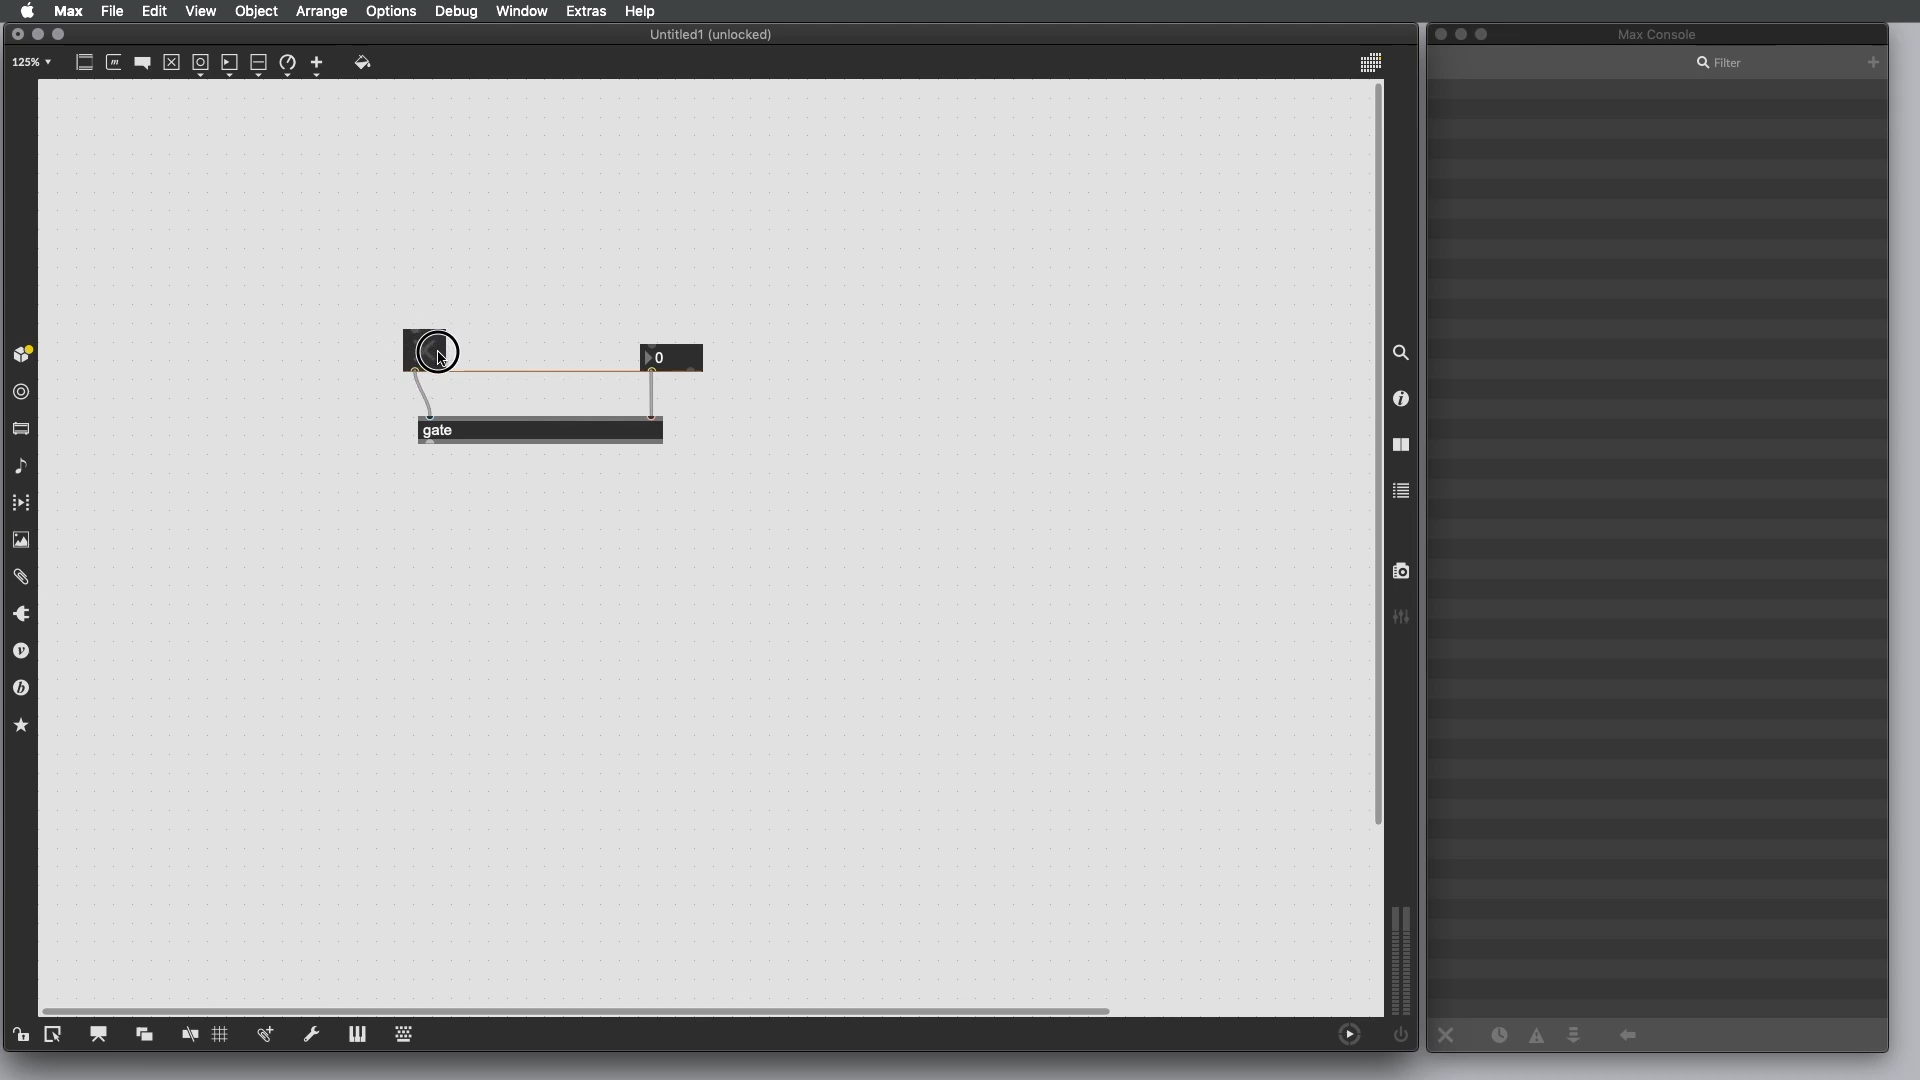 Max File Edit View Object Arrange Options Debug Window Extras Help
Untitled1 (unlocked)
Max Console
125%
Filter
0
gate